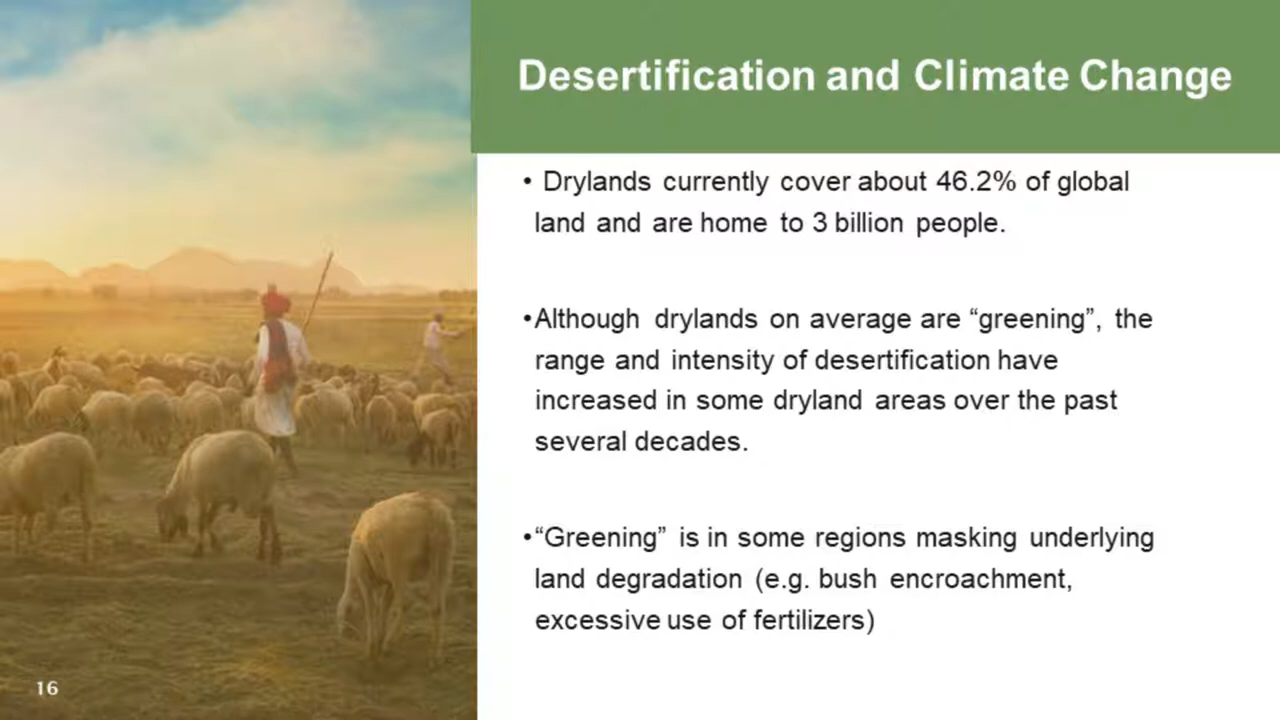 Desertification and Climate Change
• Drylands currently cover about 46.2% of global
land and are home to 3 billion people.
•Although drylands on average are “greening”, the
range and intensity of desertification have
increased in some dryland areas over the past
several decades.
•“Greening” is in some regions masking underlying
land degradation (e.g. bush encroachment,
excessive use of fertilizers)
16